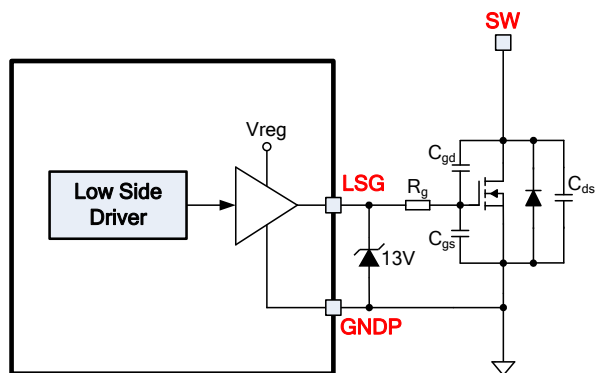 SW
Vreg
Low Side
Driver
LSG
Rg
Cgd
Cgs
Cds
13V
GNDP